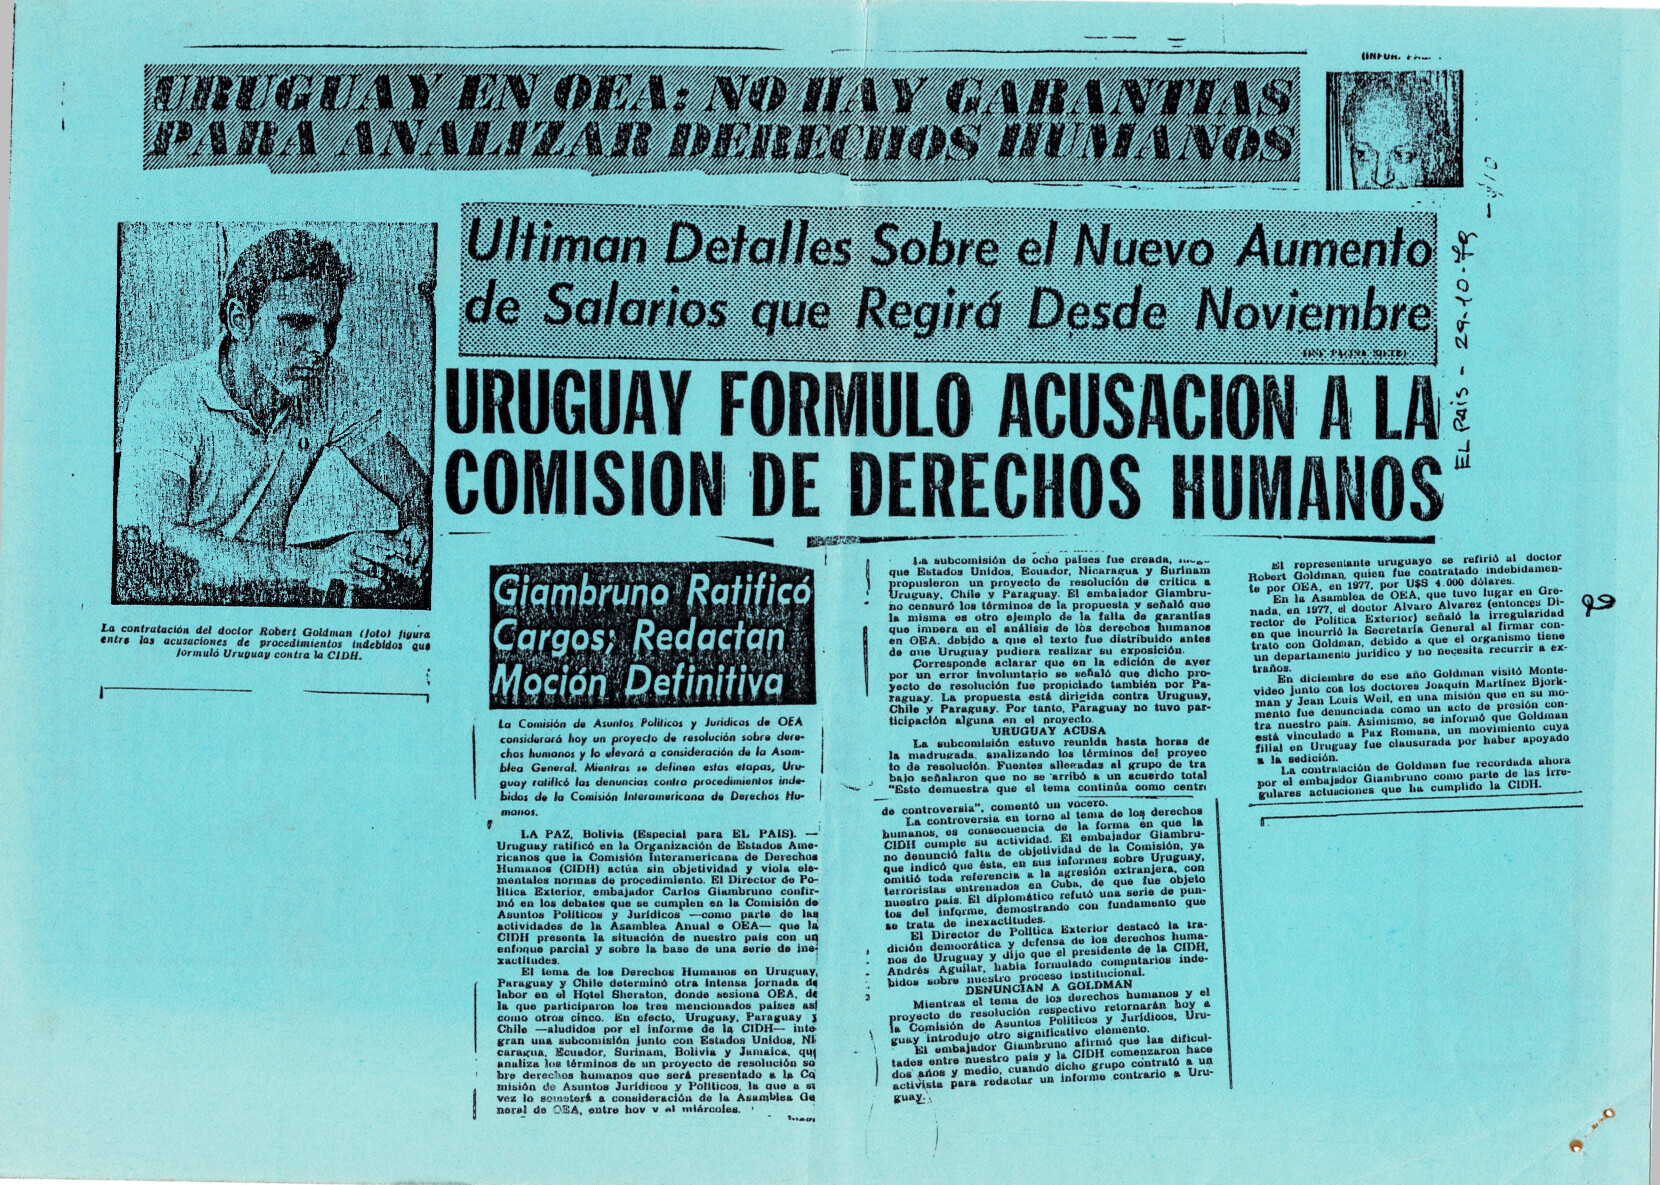 URUGUAY EN OEA: NO HAY GARANTIAS
PARA ANALIZAR DERECHOS HUMANOS
Ultiman Detalles Sobre el Nuevo Aumento
de Salarios que Regirá Desde Noviembre
EL PAIS - 29-10-79
URUGUAY FORMULO ACUSACION A LA
COMISION DE DERECHOS HUMANOS
La contratación del doctor Robert Goldman (foto) figura
entre las acusaciones de procedimientos indebidos que
formuló Uruguay contra la CIDH.
Giambruno Ratificó
Cargos; Redactan
Moción Definitiva
La Comisión de Asuntos Políticos y Jurídicos de OEA
considerará hoy un proyecto de resolución sobre dere-
chos humanos y lo elevará a consideración de la Asam-
blea General. Mientras se definen estas etapas, Uru-
guay ratificó las denuncias contra procedimientos inde-
bidos de la Comisión Interamericana de Derechos Hu-
manos.
LA PAZ, Bolivia (Especial para EL PAIS). —
Uruguay ratificó en la Organización de Estados Ame-
ricanos que la Comisión Interamericana de Derechos
Humanos (CIDH) actúa sin objetividad y viola ele-
mentales normas de procedimiento. El Director de Po-
lítica Exterior, embajador Carlos Giambruno confir-
mó en los debates que se cumplen en la Comisión de
Asuntos Políticos y Jurídicos —como parte de las
actividades de la Asamblea Anual e OEA— que la
CIDH presenta la situación de nuestro país con un
enfoque parcial y sobre la base de una serie de ine-
xactitudes.
El tema de los Derechos Humanos en Uruguay,
Paraguay y Chile determinó otra intensa jornada de
labor en el Hotel Sheraton, donde sesiona OEA, de
la que participaron los tres mencionados países así
como otros cinco. En efecto, Uruguay, Paraguay y
Chile —aludidos por el informe de la CIDH— inte
gran una subcomisión junto con Estados Unidos, Ni
caragua, Ecuador, Surinam, Bolivia y Jamaica, que
analiza los términos de un proyecto de resolución so
bre derechos humanos que será presentado a la Co
misión de Asuntos Jurídicos y Políticos, la que a su
vez lo someterá a consideración de la Asamblea Ge
neral de OEA, entre hoy y el miércoles.
La subcomisión de ocho países fue creada, luego
que Estados Unidos, Ecuador, Nicaragua y Surinam
propusieron un proyecto de resolución de crítica a
Uruguay, Chile y Paraguay. El embajador Giambru-
no censuró los términos de la propuesta y señaló que
la misma es otro ejemplo de la falta de garantías
que impera en el análisis de los derechos humanos
en OEA, debido a que el texto fue distribuido antes
de que Uruguay pudiera realizar su exposición.
Corresponde aclarar que en la edición de ayer
por un error involuntario se señaló que dicho pro-
yecto de resolución fue propiciado también por Pa-
raguay. La propuesta está dirigida contra Uruguay,
Chile y Paraguay. Por tanto, Paraguay no tuvo par-
ticipación alguna en el proyecto.
URUGUAY ACUSA
La subcomisión estuvo reunida hasta horas de
la madrugada, analizando los términos del proyec
to de resolución. Fuentes allegadas al grupo de tra
bajo señalaron que no se arribó a un acuerdo total
"Esto demuestra que el tema continúa como centr
de controversia", comentó un vocero.
La controversia en torno al tema de los derechos
humanos, es consecuencia de la forma en que la
CIDH cumple su actividad. El embajador Giambru-
no denunció falta de objetividad de la Comisión, ya
que indicó que ésta, en sus informes sobre Uruguay,
omitió toda referencia a la agresión extranjera, con
terroristas entrenados en Cuba, de que fue objeto
nuestro país. El diplomático refutó una serie de pun-
tos del informe, demostrando con fundamento que
se trata de inexactitudes.
El Director de Política Exterior destacó la tra-
dición democrática y defensa de los derechos huma-
nos de Uruguay y dijo que el presidente de la CIDH,
Andrés Aguilar, había formulado comentarios inde-
bidos sobre nuestro proceso institucional.
DENUNCIAN A GOLDMAN
Mientras el tema de los derechos humanos y el
proyecto de resolución respectivo retornarán hoy a
la Comisión de Asuntos Políticos y Jurídicos, Uru-
guay introdujo otro significativo elemento.
El embajador Giambruno afirmó que las dificul-
tades entre nuestro país y la CIDH comenzaron hace
dos años y medio, cuando dicho grupo contrató a un
activista para redactar un informe contrario a Uru-
guay.
El representante uruguayo se refirió al doctor
Robert Goldman, quien fue contratado indebidamen-
te por OEA, en 1977, por U$S 4.000 dólares.
En la Asamblea de OEA, que tuvo lugar en Gre-
nada, en 1977, el doctor Alvaro Alvarez (entonces Di-
rector de Política Exterior) señaló la irregularidad
en que incurrió la Secretaría General al firmar con-
trato con Goldman, debido a que el organismo tiene
un departamento jurídico y no necesita recurrir a ex-
traños.
En diciembre de ese año Goldman visitó Monte-
video junto con los doctores Joaquín Martínez Bjork-
man y Jean Louis Weil, en una misión que en su mo-
mento fue denunciada como un acto de presión con-
tra nuestro país. Asimismo, se informó que Goldman
está vinculado a Pax Romana, un movimiento cuya
filial en Uruguay fue clausurada por haber apoyado
a la sedición.
La contratación de Goldman fue recordada ahora
por el embajador Giambruno como parte de las irre-
gulares actuaciones que ha cumplido la CIDH.